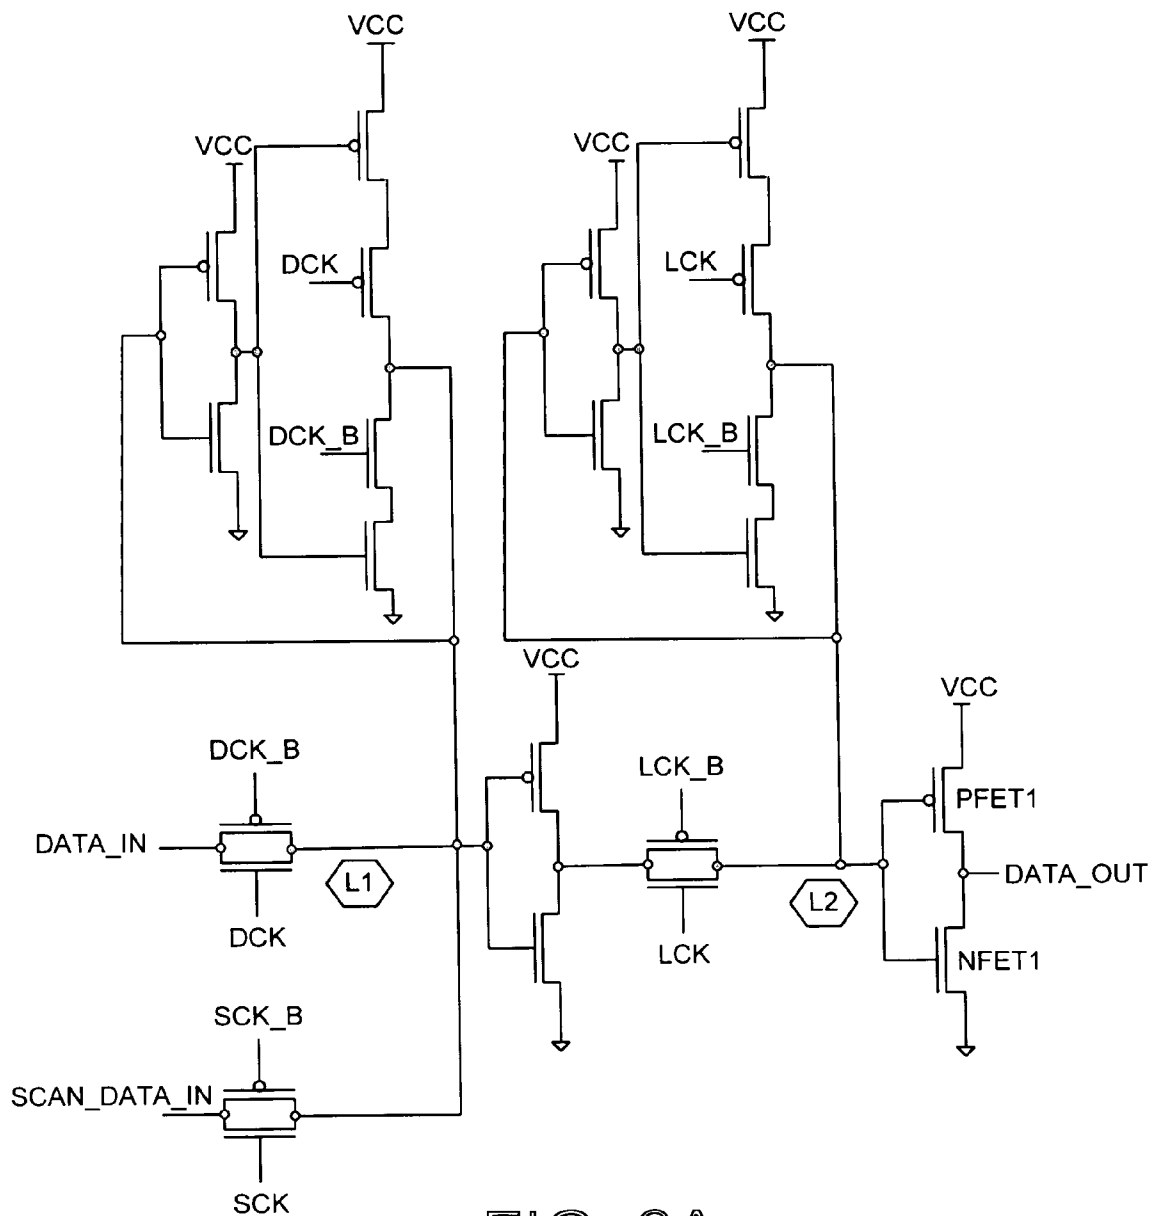 VCC
VCC
VCC
VCC
DCK
LCK
DCK_B
LCK_B
VCC
VCC
DCK_B
LCK_B
PFET1
DATA_IN
L1
L2
DATA_OUT
DCK
LCK
NFET1
SCK_B
SCAN_DATA_IN
SCK